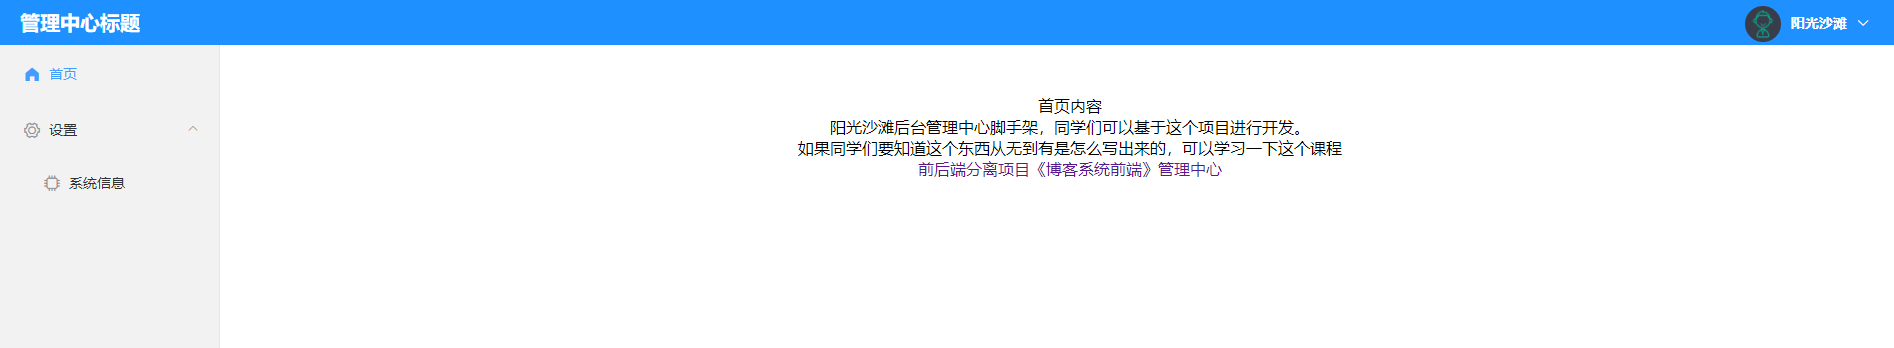 管理中心标题
阳光沙滩
首页
设置
系统信息
首页内容
阳光沙滩后台管理中心脚手架，同学们可以基于这个项目进行开发。
如果同学们要知道这个东西从无到有是怎么写出来的，可以学习一下这个课程
前后端分离项目《博客系统前端》管理中心